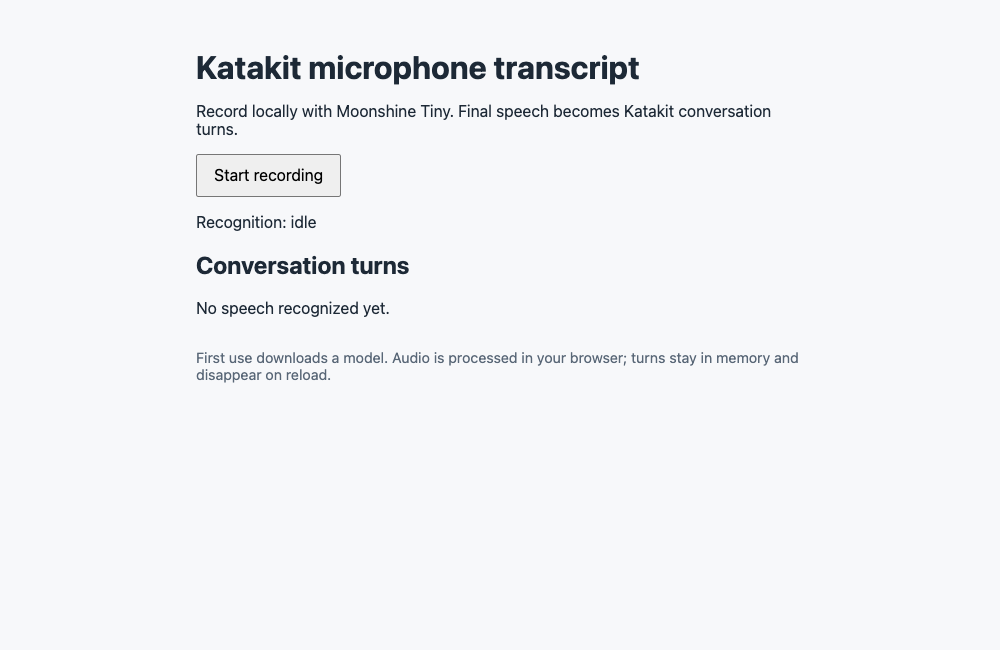 Katakit microphone transcript
Record locally with Moonshine Tiny. Final speech becomes Katakit conversation
turns.
Start recording
Recognition: idle
Conversation turns
No speech recognized yet.
First use downloads a model. Audio is processed in your browser; turns stay in memory and
disappear on reload.